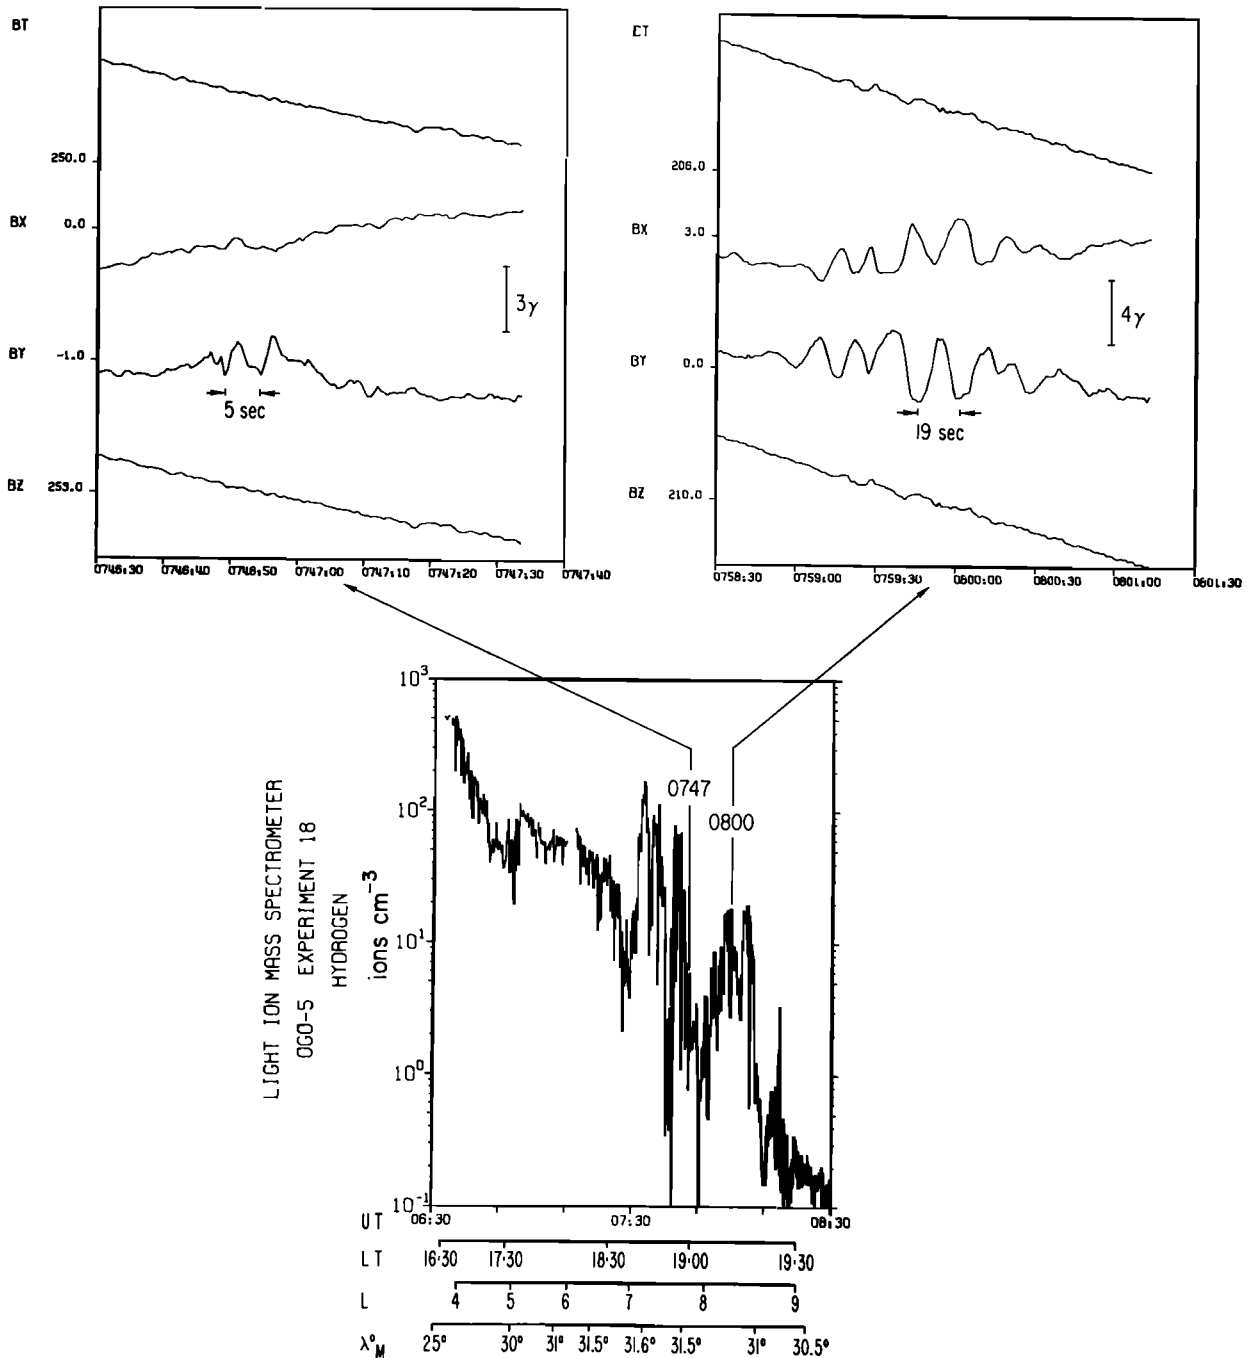 BT
250.0
BX 0.0
3γ
BY -1.0
5 sec
BZ 253.0
0746:30 0746:40 0746:50 0747:00 0747:10 0747:20 0747:30 0747:40
ET
206.0
BX 3.0
4γ
BY 0.0
19 sec
BZ 210.0
0758:30 0759:00 0759:30 0800:00 0800:30 0801:00 0801:30
LIGHT ION MASS SPECTROMETER
OGO-5 EXPERIMENT 18
HYDROGEN
ions cm⁻³
10³
10²
10¹
10⁰
10⁻¹
0747
0800
UT 06:30 07:30 08:30
LT 16:30 17:30 18:30 19:00 19:30
L 4 5 6 7 8 9
λ°M 25° 30° 31° 31.5° 31.6° 31.5° 31° 30.5°